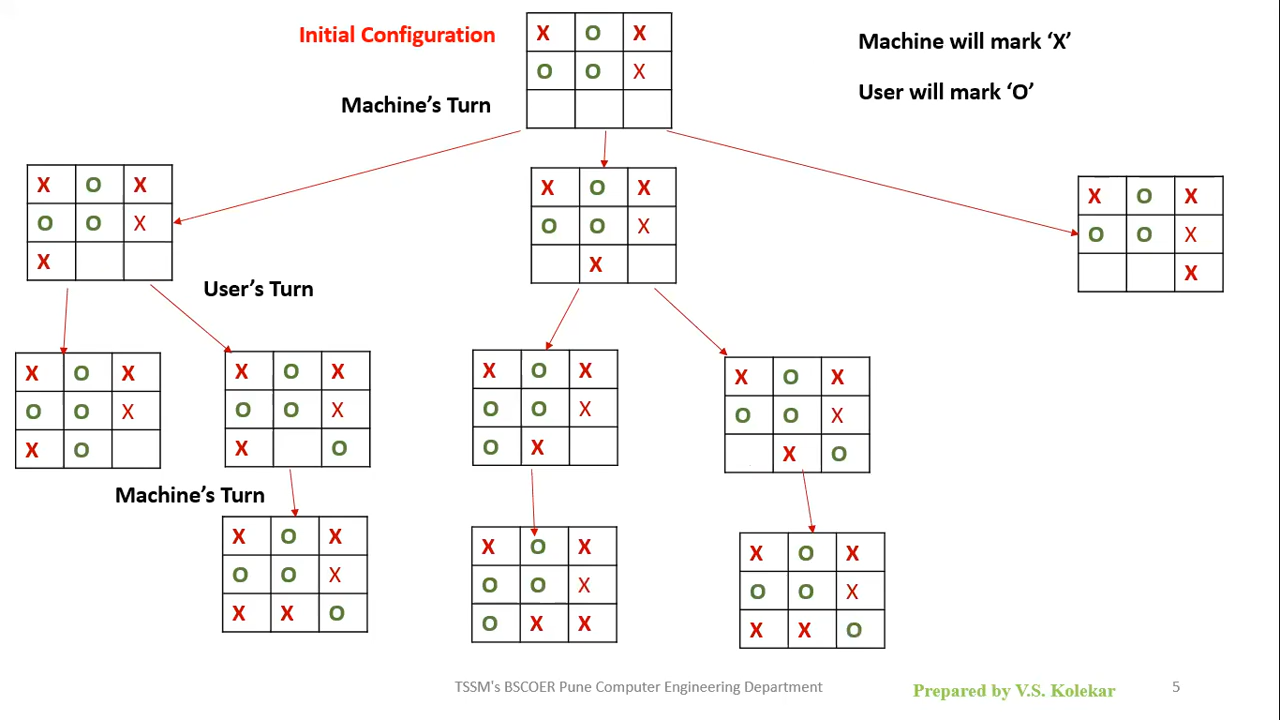 Initial Configuration
X O X
O O X
Machine will mark ‘X’
User will mark ‘O’
Machine’s Turn
X O X
O O X
X
X O X
O O X
X
X O X
O O X
X
User’s Turn
X O X
O O X
X O
X O X
O O X
X O
X O X
O O X
O X
X O X
O O X
X O
Machine’s Turn
X O X
O O X
X X O
X O X
O O X
O X X
X O X
O O X
X X O
TSSM's BSCOER Pune Computer Engineering Department
Prepared by V.S. Kolekar
5